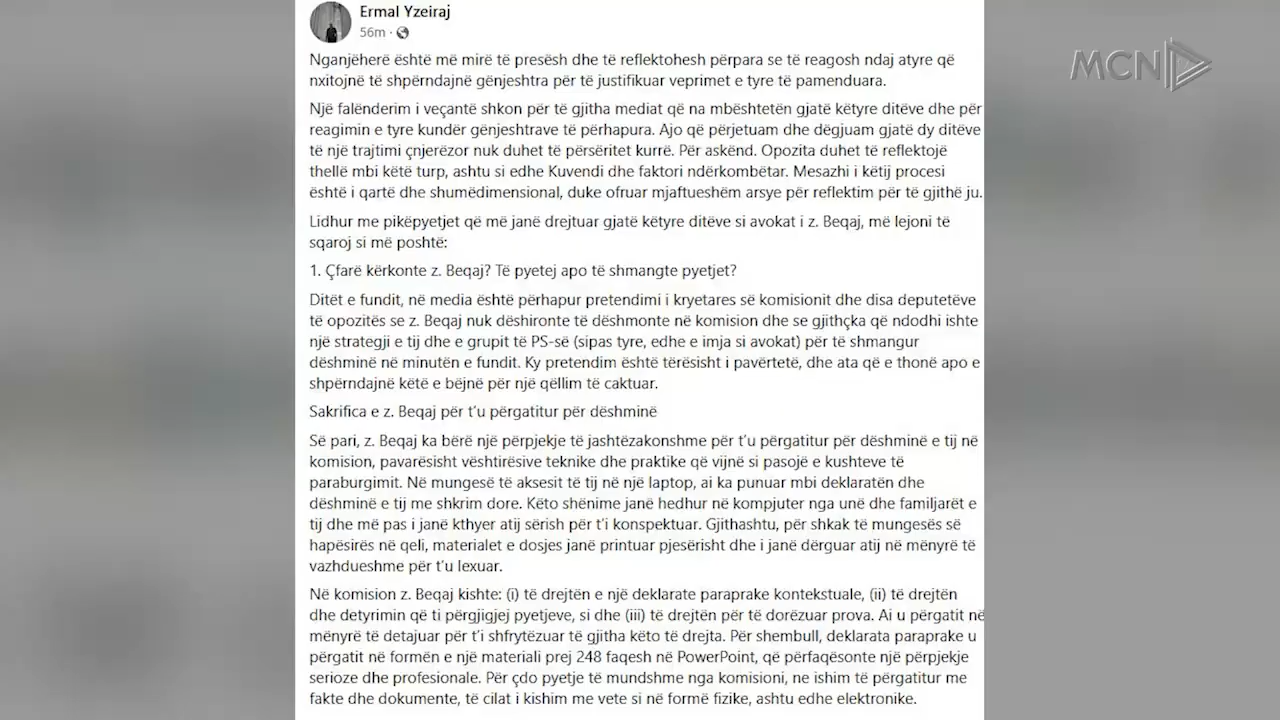 Ermal Yzeiraj
56m ·
MCN
Nganjëherë është më mirë të presësh dhe të reflektohesh përpara se të reagosh ndaj atyre që
nxitojnë të shpërndajnë gënjeshtra për të justifikuar veprimet e tyre të pamenduara.
Një falënderim i veçantë shkon për të gjitha mediat që na mbështetën gjatë këtyre ditëve dhe për
reagimin e tyre kundër gënjeshtrave të përhapura. Ajo që përjetuam dhe dëgjuam gjatë dy ditëve
të një trajtimi çnjerëzor nuk duhet të përsëritet kurrë. Për askënd. Opozita duhet të reflektojë
thellë mbi këtë turp, ashtu si edhe Kuvendi dhe faktori ndërkombëtar. Mesazhi i këtij procesi
është i qartë dhe shumëdimensional, duke ofruar mjaftueshëm arsye për reflektim për të gjithë ju.
Lidhur me pikëpyetjet që më janë drejtuar gjatë këtyre ditëve si avokat i z. Beqaj, më lejoni të
sqaroj si më poshtë:
1. Çfarë kërkonte z. Beqaj? Të pyetej apo të shmangte pyetjet?
Ditët e fundit, në media është përhapur pretendimi i kryetares së komisionit dhe disa deputetëve
të opozitës se z. Beqaj nuk dëshironte të dëshmonte në komision dhe se gjithçka që ndodhi ishte
një strategji e tij dhe e grupit të PS-së (sipas tyre, edhe e imja si avokat) për të shmangur
dëshminë në minutën e fundit. Ky pretendim është tërësisht i pavërtetë, dhe ata që e thonë apo e
shpërndajnë këtë e bëjnë për një qëllim të caktuar.
Sakrifica e z. Beqaj për t'u përgatitur për dëshminë
Së pari, z. Beqaj ka bërë një përpjekje të jashtëzakonshme për t'u përgatitur për dëshminë e tij në
komision, pavarësisht vështirësive teknike dhe praktike që vijnë si pasojë e kushteve të
paraburgimit. Në mungesë të aksesit të tij në një laptop, ai ka punuar mbi deklaratën dhe
dëshminë e tij me shkrim dore. Këto shënime janë hedhur në kompjuter nga unë dhe familjarët e
tij dhe më pas i janë kthyer atij sërish për t'i konspektuar. Gjithashtu, për shkak të mungesës së
hapësirës në qeli, materialet e dosjes janë printuar pjesërisht dhe i janë dërguar atij në mënyrë të
vazhdueshme për t'u lexuar.
Në komision z. Beqaj kishte: (i) të drejtën e një deklarate paraprake kontekstuale, (ii) të drejtën
dhe detyrimin që ti përgjigjej pyetjeve, si dhe (iii) të drejtën për të dorëzuar prova. Ai u përgatit në
mënyrë të detajuar për t'i shfrytëzuar të gjitha këto të drejta. Për shembull, deklarata paraprake u
përgatit në formën e një materiali prej 248 faqesh në PowerPoint, që përfaqësonte një përpjekje
serioze dhe profesionale. Për çdo pyetje të mundshme nga komisioni, ne ishim të përgatitur me
fakte dhe dokumente, të cilat i kishim me vete si në formë fizike, ashtu edhe elektronike.